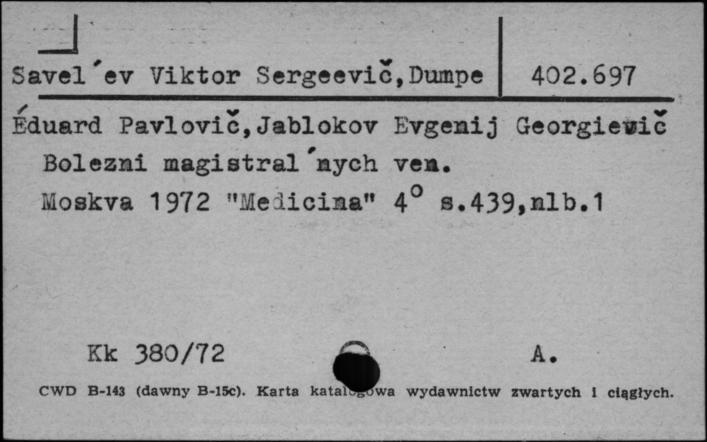 Savel´ev Viktor Sergeevič,Dumpe 402.697
Éduard Pavlovič,Jablokov Evgenij Georgievič
Bolezni magistral´nych ven.
Moskva 1972 "Medicina" 4° s.439,nlb.1
Kk 380/72 A.
CWD B-143 (dawny B-15c). Karta katalogowa wydawnictw zwartych i ciągłych.